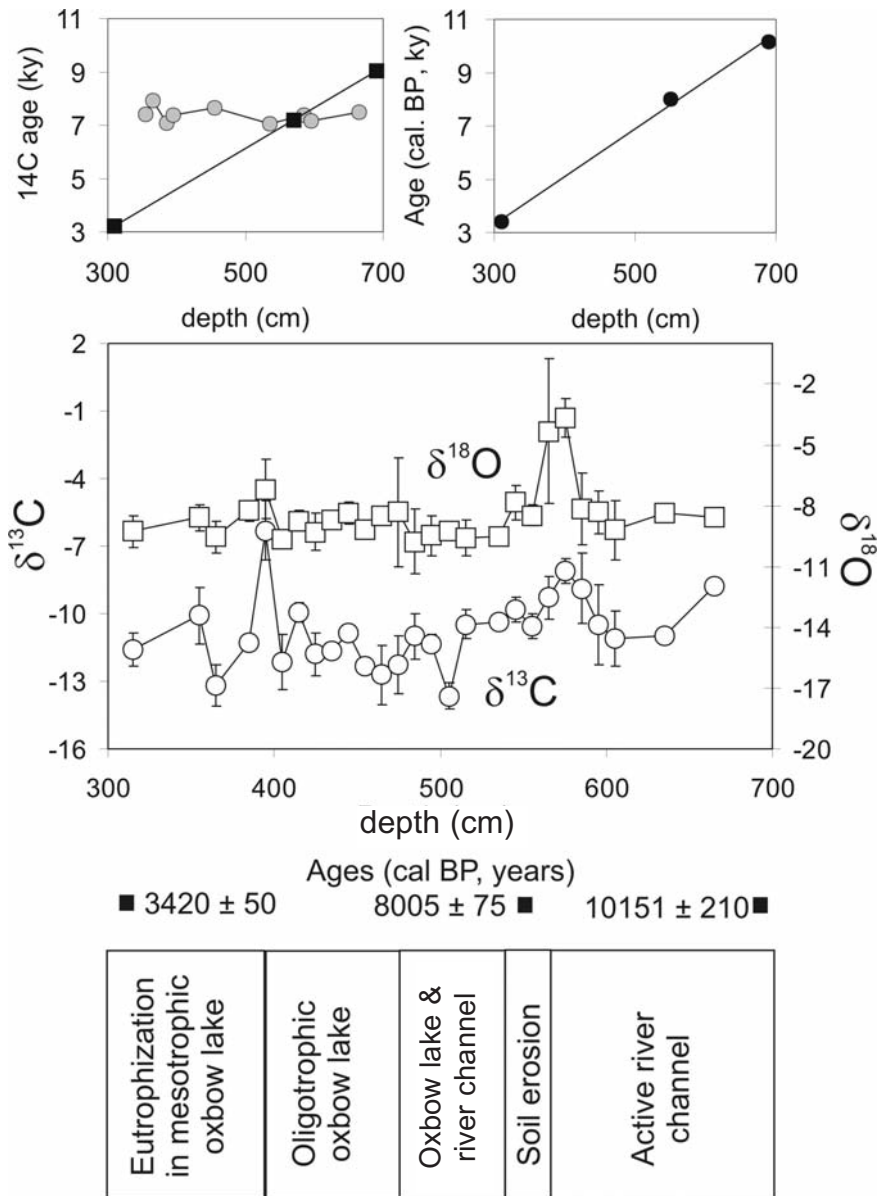 11
9
7
5
3
14C age (ky)
300 500 700
depth (cm)
11
9
7
5
3
Age (cal. BP, ky)
300 500 700
depth (cm)
2
-1
-4
-7
-10
-13
-16
δ13C
-2
-5
-8
-11
-14
-17
-20
δ18O
δ18O
δ13C
300 400 500 600 700
depth (cm)
Ages (cal BP, years)
3420 ± 50 8005 ± 75 10151 ± 210
Eutrophization
in mesotrophic
oxbow lake
Oligotrophic
oxbow lake
Oxbow lake &
river channel
Soil erosion
Active river
channel